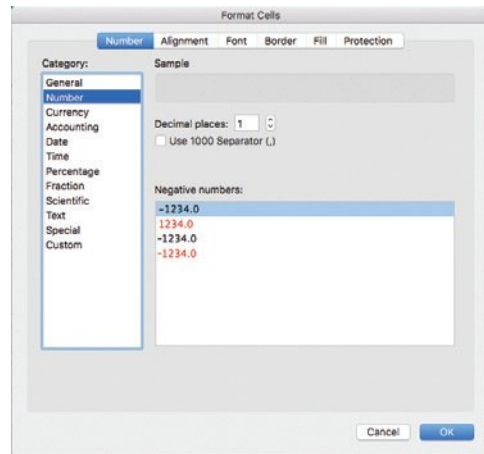 Format Cells
Number Alignment Font Border Fill Protection
Category:
General
Number
Currency
Accounting
Date
Time
Percentage
Fraction
Scientific
Text
Special
Custom
Sample
Decimal places: 1
Use 1000 Separator (,)
Negative numbers:
-1234.0
1234.0
-1234.0
-1234.0
Cancel OK